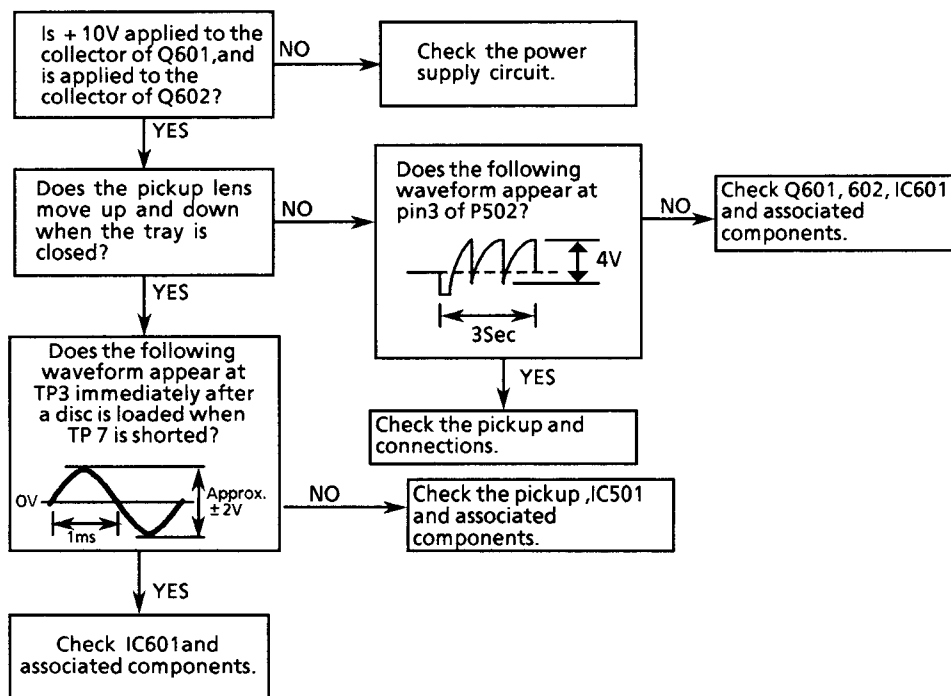 Is + 10V applied to the
collector of Q601,and
is applied to the
collector of Q602?
NO
Check the power
supply circuit.
YES
Does the pickup lens
move up and down
when the tray is
closed?
NO
Does the following
waveform appear at
pin3 of P502?
4V
3Sec
NO
Check Q601, 602, IC601
and associated
components.
YES
Check the pickup and
connections.
YES
Does the following
waveform appear at
TP3 immediately after
a disc is loaded when
TP 7 is shorted?
0V
1ms
Approx.
±2V
NO
Check the pickup ,IC501
and associated
components.
YES
Check IC601and
associated components.